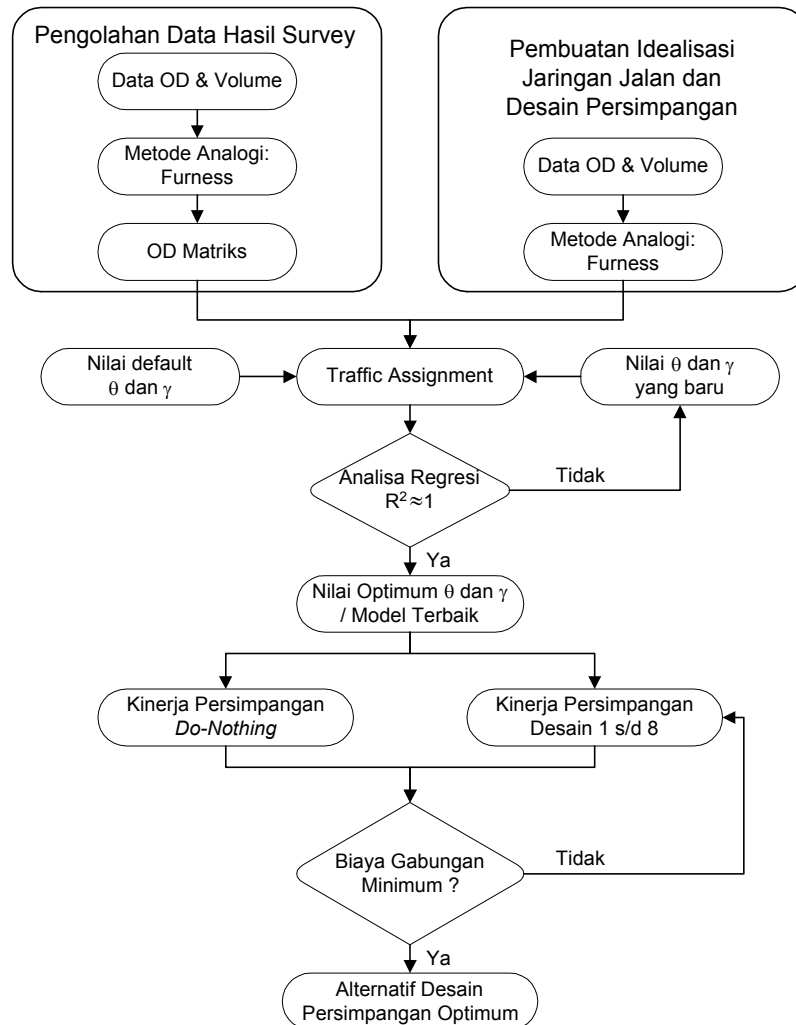 Pengolahan Data Hasil Survey
Data OD & Volume
Metode Analogi:
Furness
OD Matriks
Pembuatan Idealisasi
Jaringan Jalan dan
Desain Persimpangan
Data OD & Volume
Metode Analogi:
Furness
Nilai default
θ dan γ
Traffic Assignment
Nilai θ dan γ
yang baru
Analisa Regresi
R²≈1
Tidak
Ya
Nilai Optimum θ dan γ
/ Model Terbaik
Kinerja Persimpangan
Do-Nothing
Kinerja Persimpangan
Desain 1 s/d 8
Biaya Gabungan
Minimum ?
Tidak
Ya
Alternatif Desain
Persimpangan Optimum